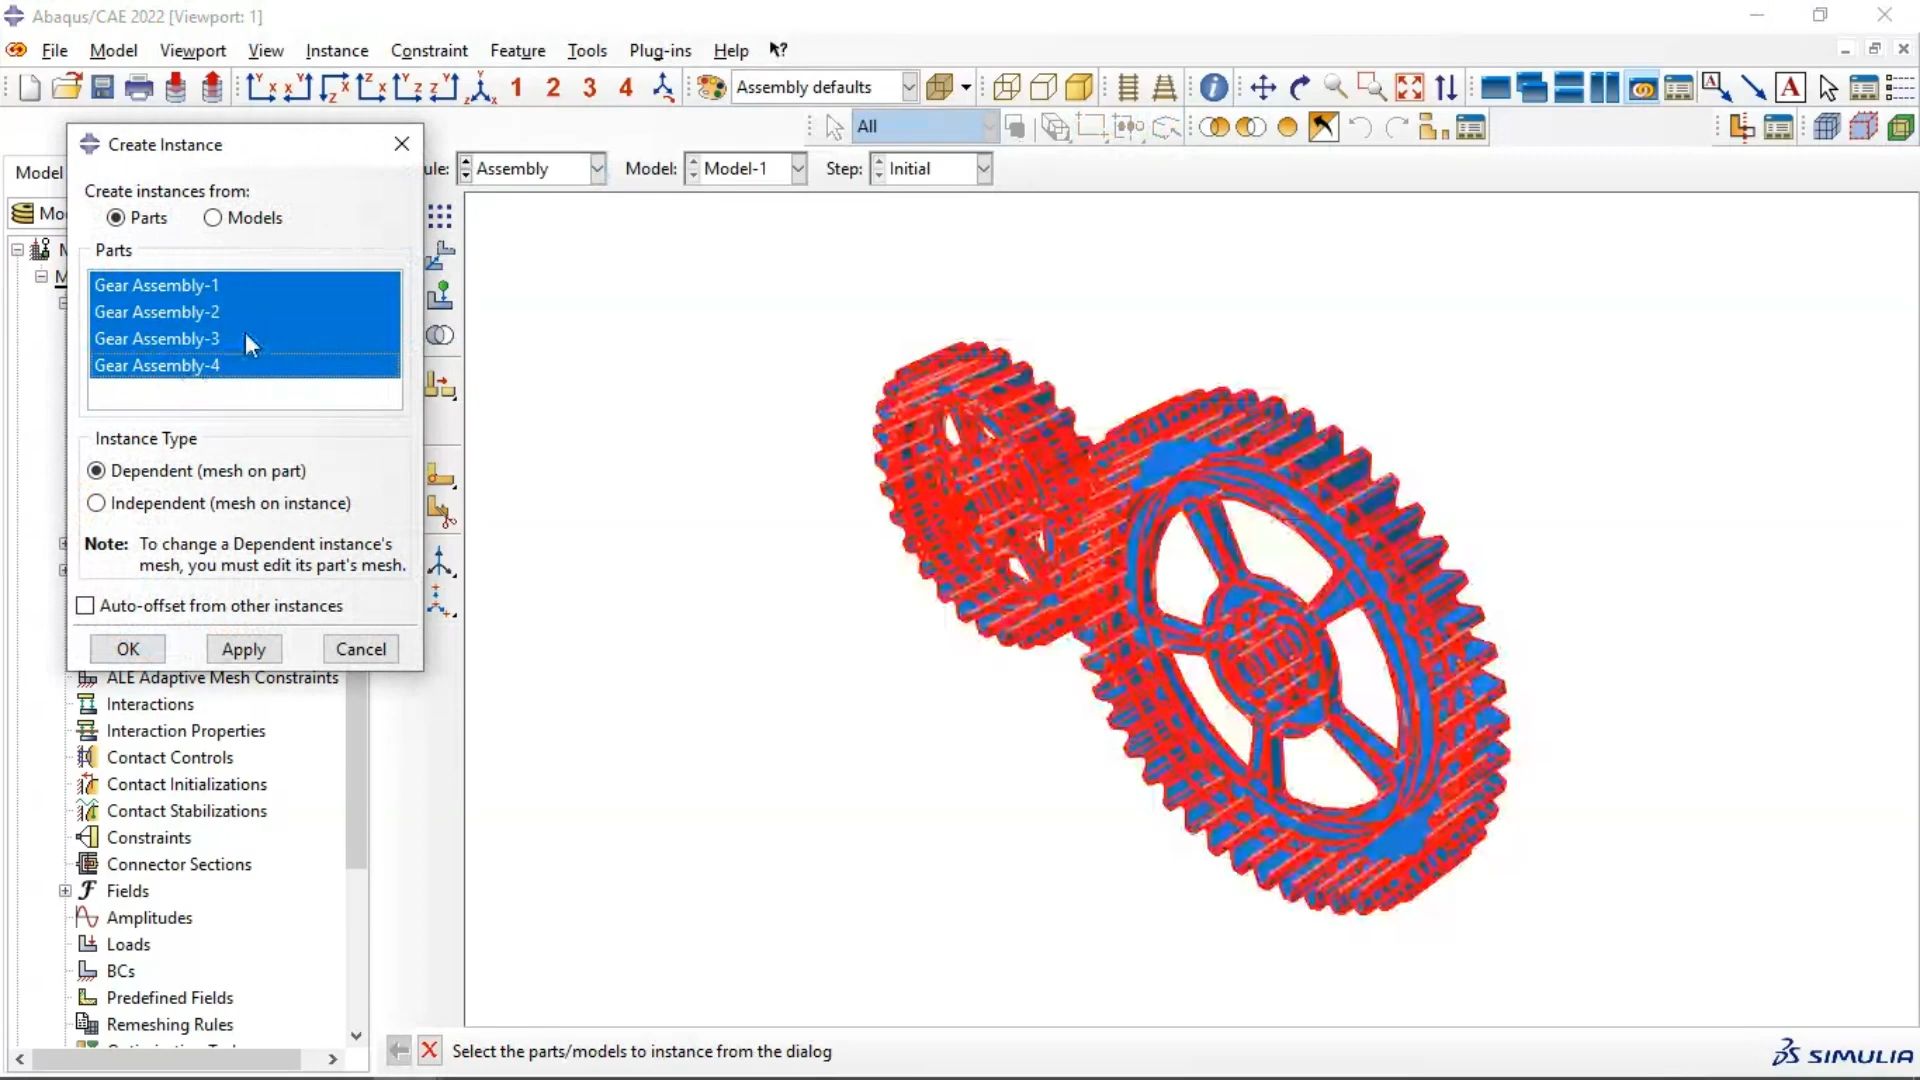 Abaqus/CAE 2022 [Viewport: 1]
File Model Viewport View Instance Constraint Feature Tools Plug-ins Help
1 2 3 4
Assembly defaults
All
Assembly
Model: Model-1
Step: Initial
Create Instance
Create instances from:
Parts Models
Parts
Gear Assembly-1
Gear Assembly-2
Gear Assembly-3
Gear Assembly-4
Instance Type
Dependent (mesh on part)
Independent (mesh on instance)
Note: To change a Dependent instance's
mesh, you must edit its part's mesh.
Auto-offset from other instances
OK Apply Cancel
Model
ALE Adaptive Mesh Constraints
Interactions
Interaction Properties
Contact Controls
Contact Initializations
Contact Stabilizations
Constraints
Connector Sections
Fields
Amplitudes
Loads
BCs
Predefined Fields
Remeshing Rules
Select the parts/models to instance from the dialog
SIMULIA